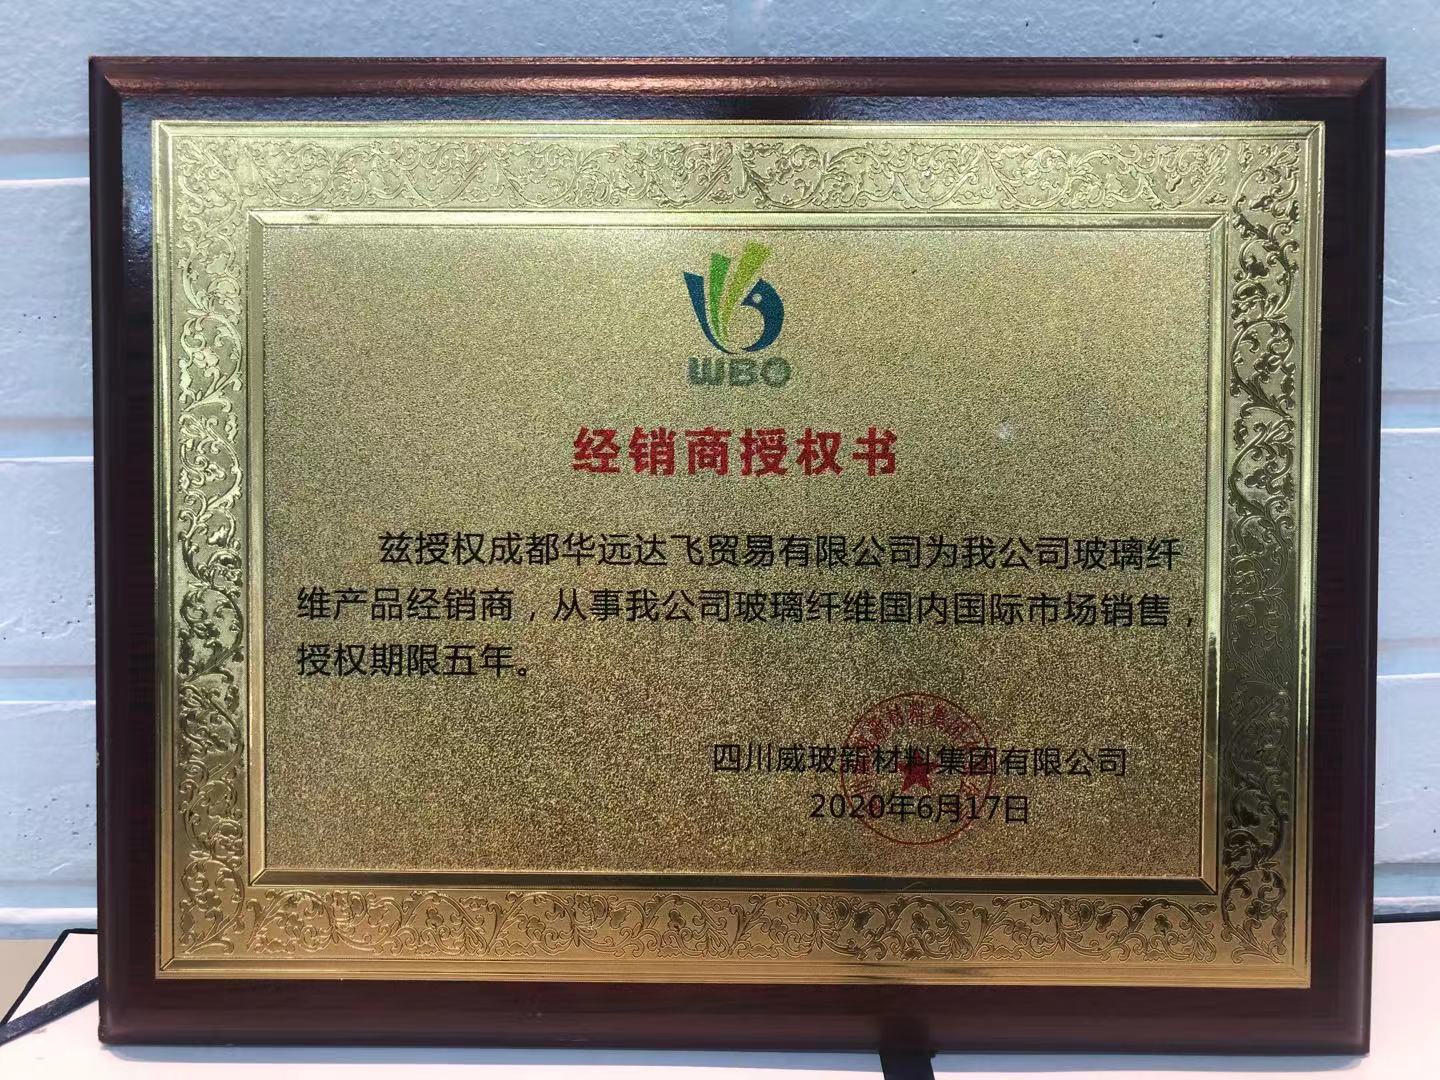 WBO
经销商授权书
兹授权成都华远达飞贸易有限公司为我公司玻璃纤
维产品经销商，从事我公司玻璃纤维国内国际市场销售，
授权期限五年。
四川威玻新材料集团有限公司
2020年6月17日